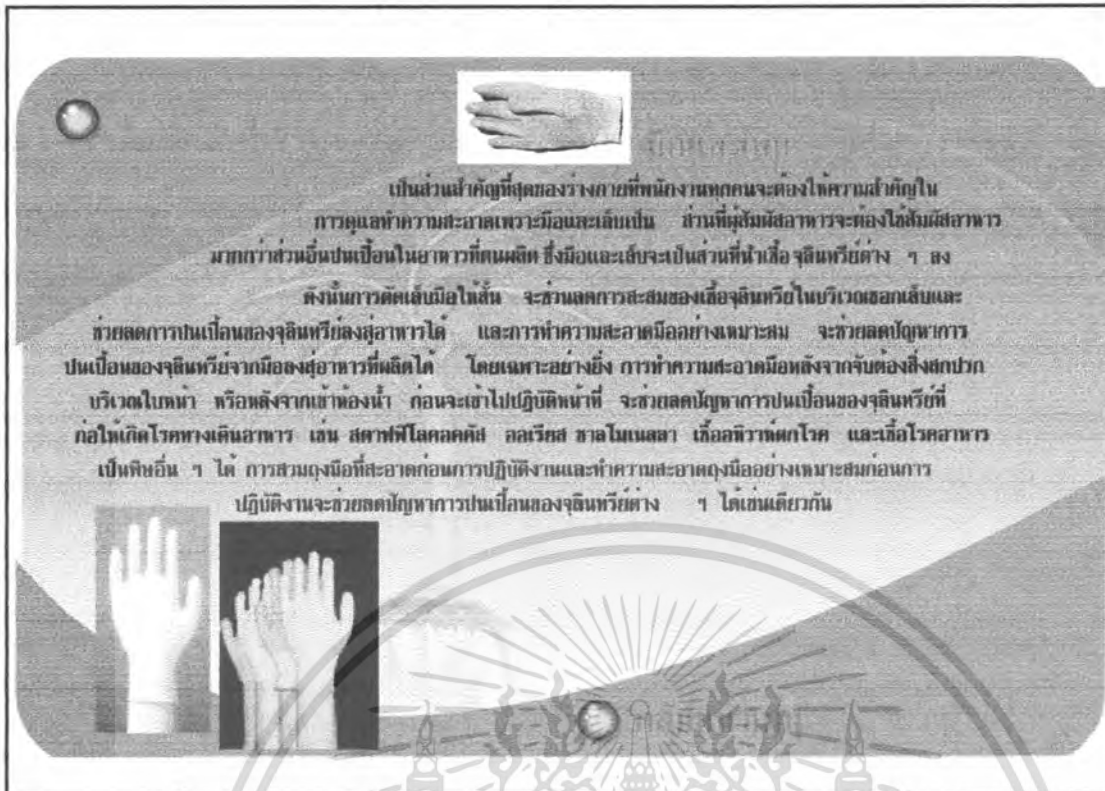 เป็นส่วนสำคัญที่สุดของร่างกายที่พนักงานทุกคนจะต้องให้ความสำคัญใน
การดูแลทำความสะอาดเพราะมือและเล็บเป็น ส่วนที่ผู้สัมผัสอาหารจะต้องใช้สัมผัสอาหาร
มากกว่าส่วนอื่นปนเปื้อนในอาหารที่ตนผลิต ซึ่งมือและเล็บจะเป็นส่วนที่นำเชื้อ จุลินทรีย์ต่าง ๆ ลง
ดังนั้นการตัดเล็บมือให้สั้น จะช่วยลดการสะสมของเชื้อจุลินทรีย์ในบริเวณซอกเล็บและ
ช่วยลดการปนเปื้อนของจุลินทรีย์ลงสู่อาหารได้ และการทำความสะอาดมืออย่างเหมาะสม จะช่วยลดปัญหาการ
ปนเปื้อนของจุลินทรีย์จากมือลงสู่อาหารที่ผลิตได้ โดยเฉพาะอย่างยิ่ง การทำความสะอาดมือหลังจากจับต้องสิ่งสกปรก
บริเวณใบหน้า หรือหลังจากเข้าห้องน้ำ ก่อนจะเข้าไปปฏิบัติหน้าที่ จะช่วยลดปัญหาการปนเปื้อนของจุลินทรีย์ที่
ก่อให้เกิดโรคทางเดินอาหาร เช่น สตาฟฟิโลคอคคัส ออเรียส ซาลโมเนลลา เชื้ออหิวาห์ตกโรค และเชื้อโรคอาหาร
เป็นพิษอื่น ๆ ได้ การสวมถุงมือที่สะอาดก่อนการปฏิบัติงานและทำความสะอาดถุงมืออย่างเหมาะสมก่อนการ
ปฏิบัติงานจะช่วยลดปัญหาการปนเปื้อนของจุลินทรีย์ต่าง ๆ ได้เช่นเดียวกัน